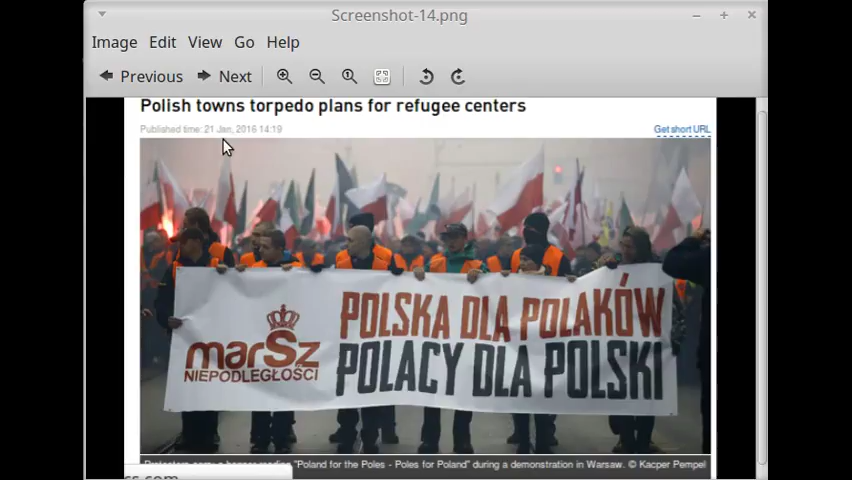 Screenshot-14.png
Image Edit View Go Help
Previous Next
Polish towns torpedo plans for refugee centers
Published time: 21 Jan, 2016 14:19
Get short URL
POLSKA DLA POLAKÓW
marSz
NIEPODLEGŁOŚCI
POLACY DLA POLSKI
"Poland for the Poles - Poles for Poland" during a demonstration in Warsaw. © Kacper Pempel